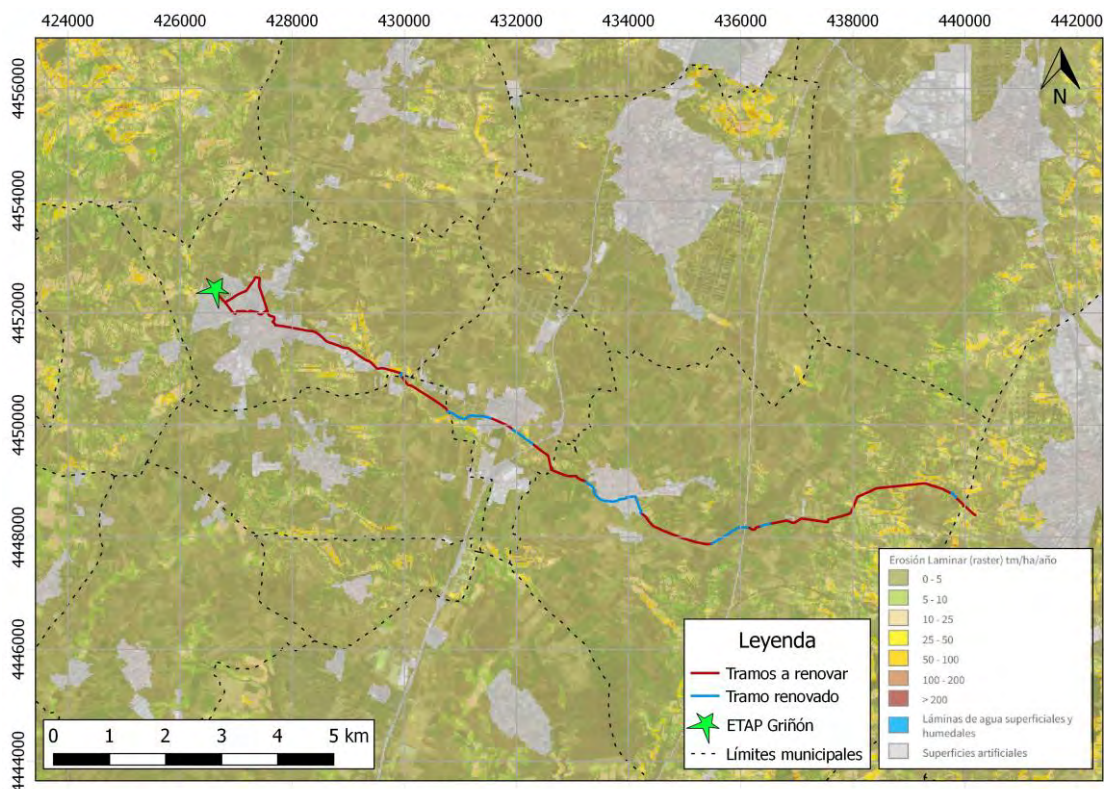 424000 426000 428000 430000 432000 434000 436000 438000 440000 442000
4456000
4454000
4452000
4450000
4448000
4446000
4444000
N
Leyenda
Tramos a renovar
Tramo renovado
ETAP Griñón
Límites municipales
Erosión Laminar (raster) tm/ha/año
0 - 5
5 - 10
10 - 25
25 - 50
50 - 100
100 - 200
> 200
Láminas de agua superficiales y
humedales
Superficies artificiales
0 1 2 3 4 5 km